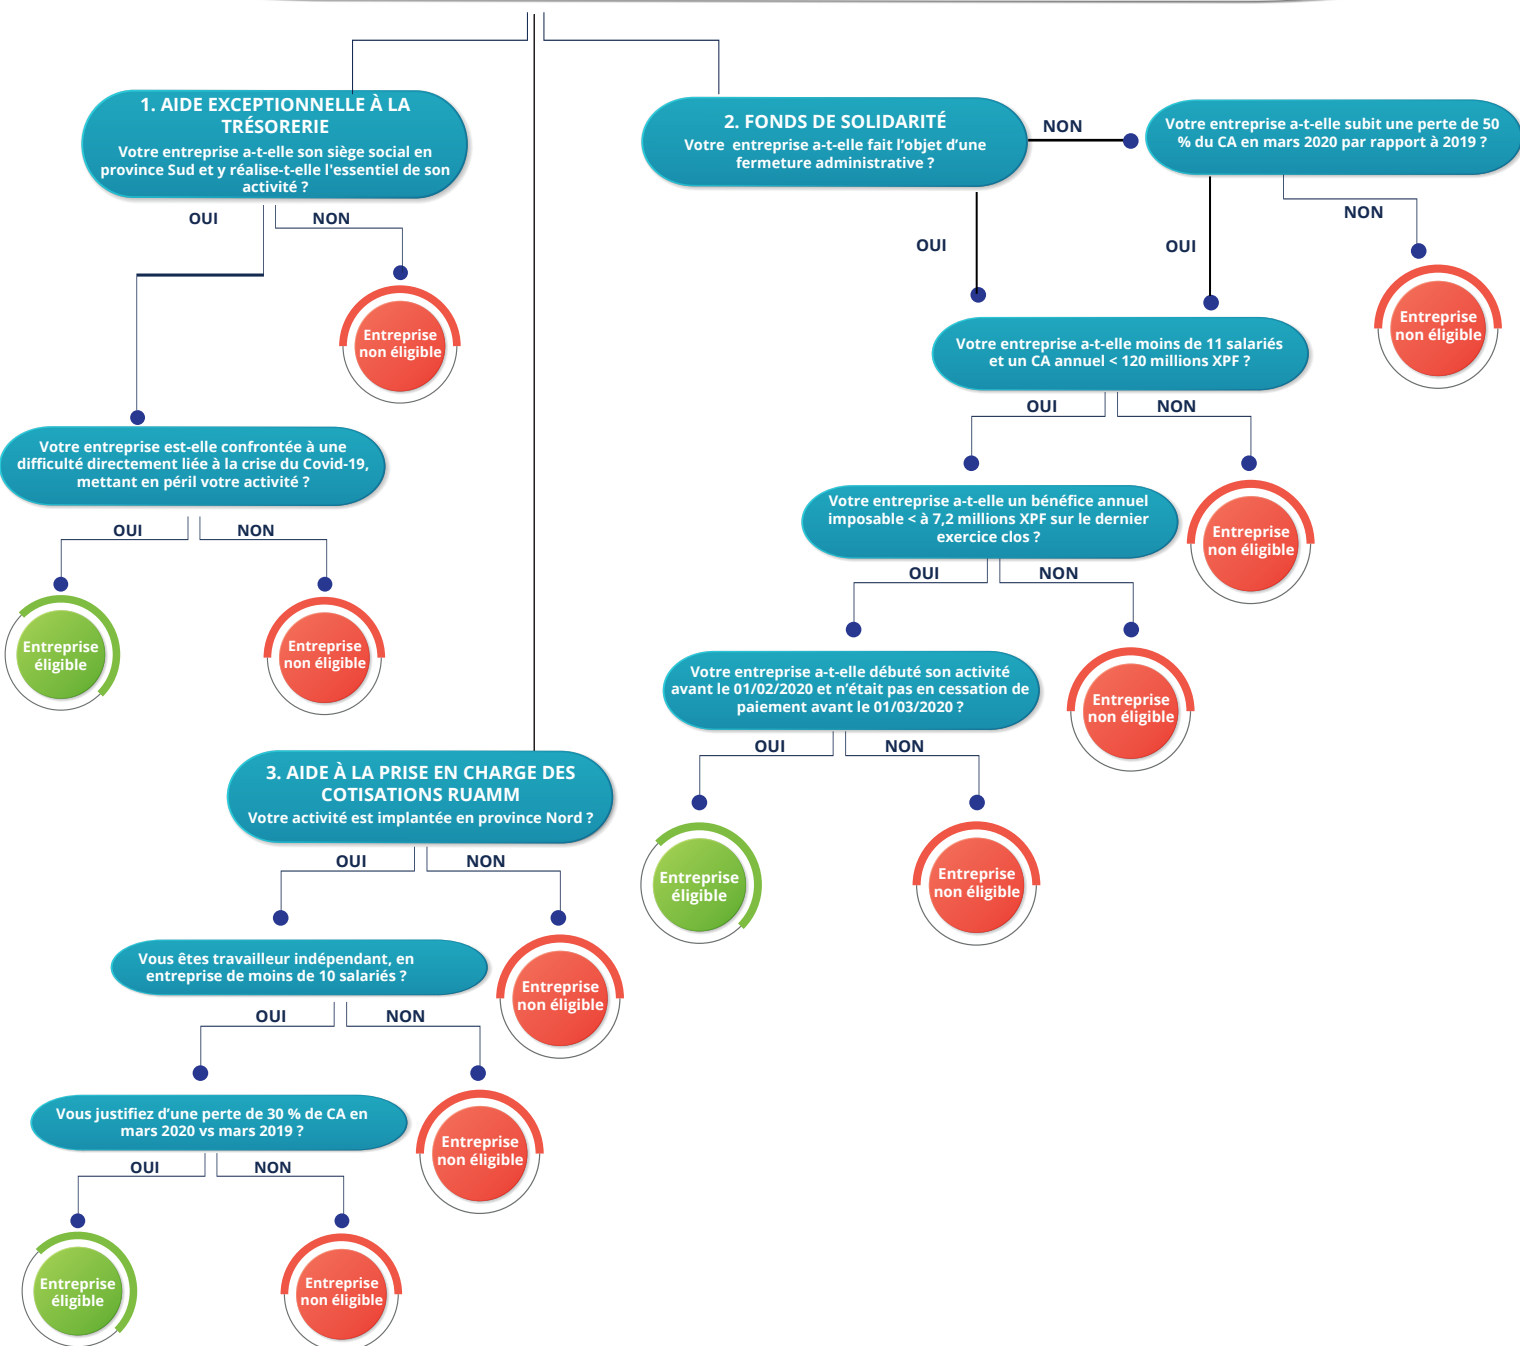 1. AIDE EXCEPTIONNELLE À LA
TRÉSORERIE
Votre entreprise a-t-elle son siège social en
province Sud et y réalise-t-elle l'essentiel de son
activité ?
OUI
NON
Entreprise
non éligible
Votre entreprise est-elle confrontée à une
difficulté directement liée à la crise du Covid-19,
mettant en péril votre activité ?
OUI
NON
Entreprise
éligible
Entreprise
non éligible
2. FONDS DE SOLIDARITÉ
Votre entreprise a-t-elle fait l’objet d’une
fermeture administrative ?
NON
OUI
Votre entreprise a-t-elle subit une perte de 50
% du CA en mars 2020 par rapport à 2019 ?
OUI
NON
Entreprise
non éligible
Votre entreprise a-t-elle moins de 11 salariés
et un CA annuel < 120 millions XPF ?
OUI
NON
Entreprise
non éligible
Votre entreprise a-t-elle un bénéfice annuel
imposable < à 7,2 millions XPF sur le dernier
exercice clos ?
OUI
NON
Entreprise
non éligible
Votre entreprise a-t-elle débuté son activité
avant le 01/02/2020 et n’était pas en cessation de
paiement avant le 01/03/2020 ?
OUI
NON
Entreprise
éligible
Entreprise
non éligible
3. AIDE À LA PRISE EN CHARGE DES
COTISATIONS RUAMM
Votre activité est implantée en province Nord ?
OUI
NON
Entreprise
non éligible
Vous êtes travailleur indépendant, en
entreprise de moins de 10 salariés ?
OUI
NON
Entreprise
non éligible
Vous justifiez d’une perte de 30 % de CA en
mars 2020 vs mars 2019 ?
OUI
NON
Entreprise
éligible
Entreprise
non éligible